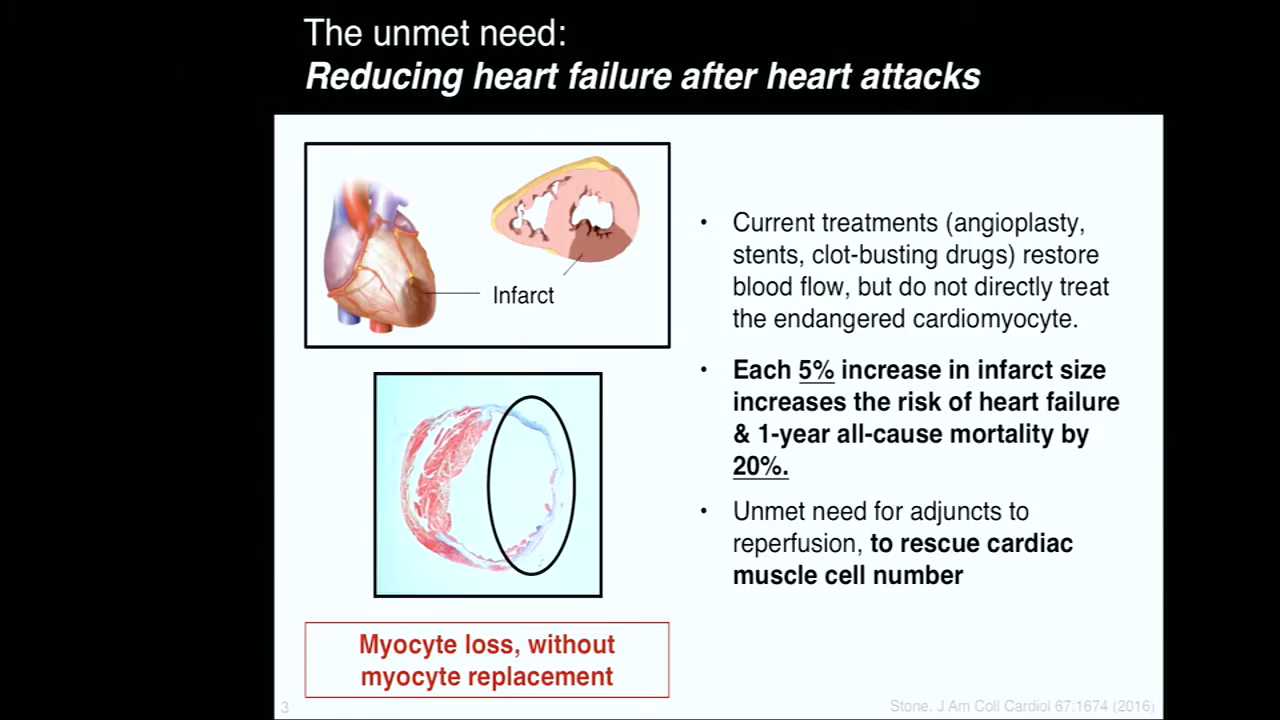 The unmet need:
Reducing heart failure after heart attacks
Infarct
Myocyte loss, without
myocyte replacement
• Current treatments (angioplasty,
stents, clot-busting drugs) restore
blood flow, but do not directly treat
the endangered cardiomyocyte.
• Each 5% increase in infarct size
increases the risk of heart failure
& 1-year all-cause mortality by
20%.
• Unmet need for adjuncts to
reperfusion, to rescue cardiac
muscle cell number
3
Stone. J Am Coll Cardiol 67:1674 (2016)